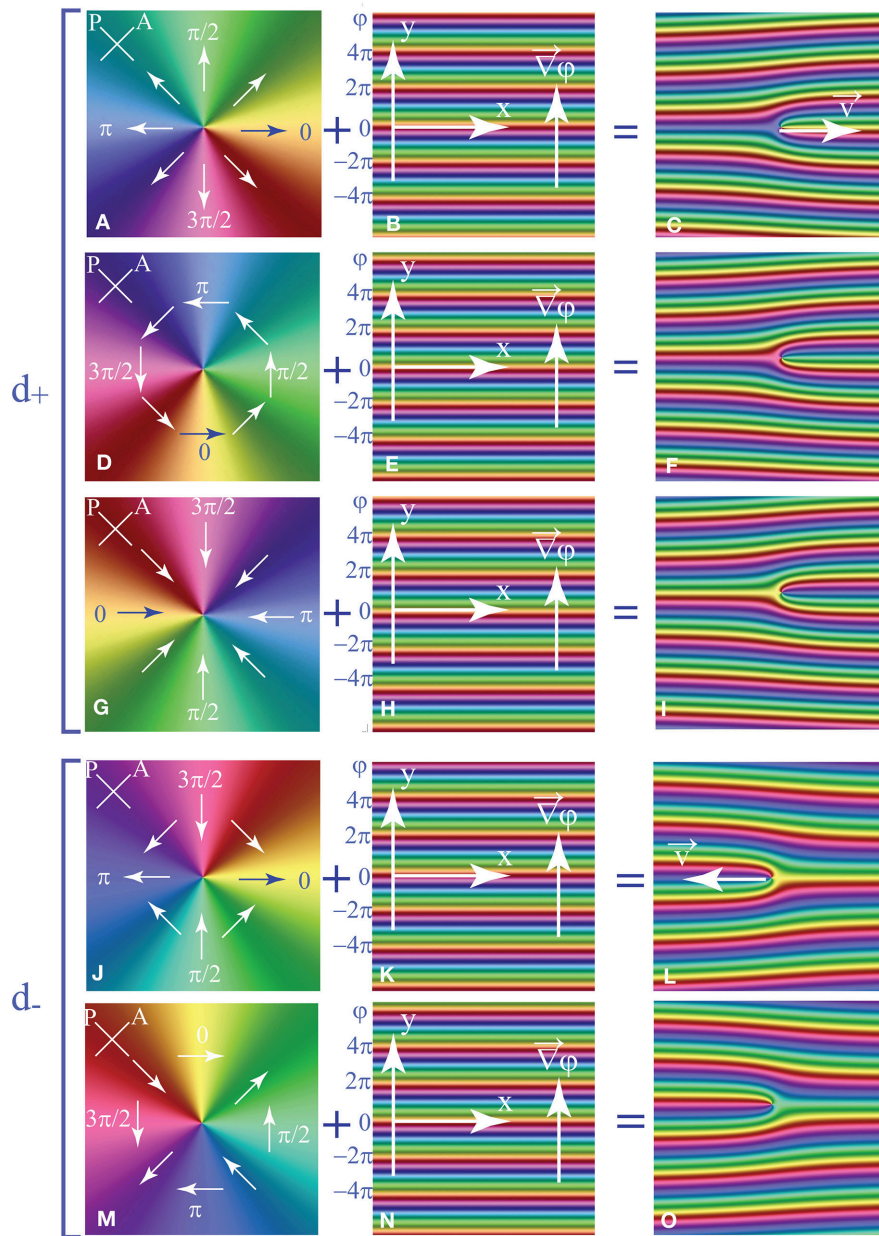 d+
P A π/2 π 0 3π/2 A
+
φ 4π 2π 0 −2π −4π y x ∇φ B
=
v C
P A π 3π/2 π/2 0 D
+
φ 4π 2π 0 −2π −4π y x ∇φ E
=
F
P A 3π/2 0 π π/2 G
+
φ 4π 2π 0 −2π −4π y x ∇φ H
=
I
d-
P A 3π/2 π 0 π/2 J
+
φ 4π 2π 0 −2π −4π y x ∇φ K
=
v L
P A 0 3π/2 π/2 π M
+
φ 4π 2π 0 −2π −4π y x ∇φ N
=
O